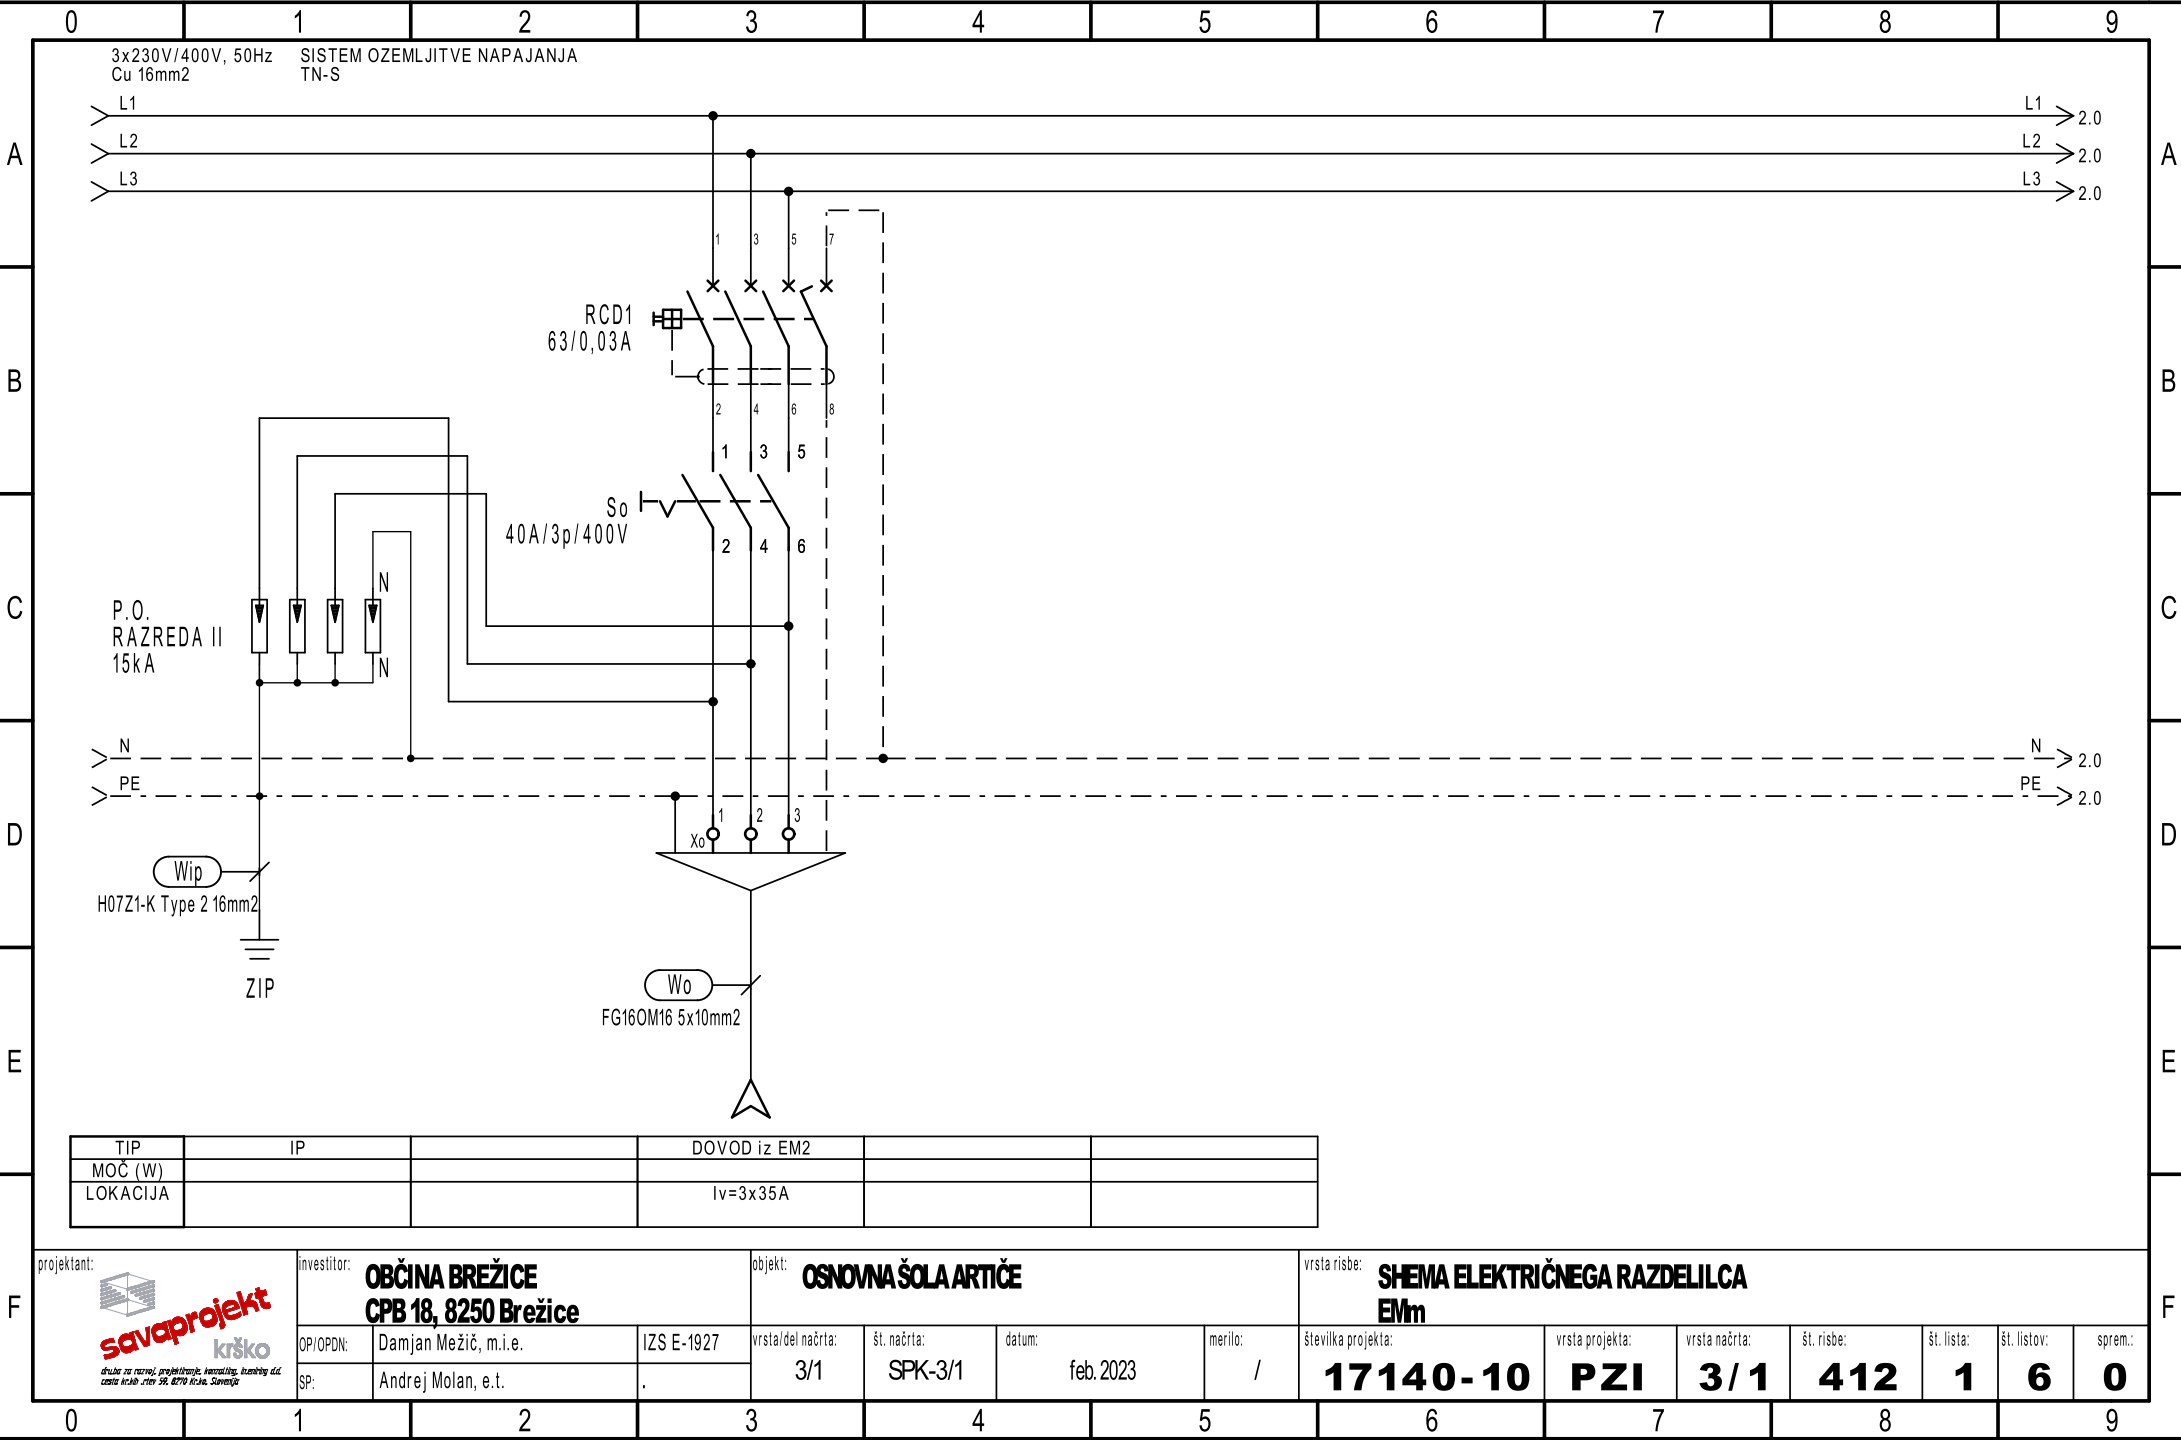 0 1 2 3 4 5 6 7 8 9
3x230V/400V, 50Hz SISTEM OZEMLJITVE NAPAJANJA
Cu 16mm2 TN-S
L1 L1 2.0
L2 L2 2.0
A A
L3 L3 2.0
1 3 5 7
RCD1
63/0,03A
B B
2 4 6 8
1 3 5
So
40A/3p/400V
2 4 6
N
C C
P.O.
RAZREDA II
15kA
N
N N 2.0
PE PE 2.0
1 2 3
Xo
D D
Wip
H07Z1-K Type 2 16mm2
ZIP
Wo
FG16OM16 5x10mm2
E E
TIP IP DOVOD iz EM2
MOČ (W)
LOKACIJA Iv=3x35A
projektant: investitor: OBČINA BREŽICE objekt: OSNOVNA ŠOLA ARTIČE vrsta risbe: SHEMA ELEKTRIČNEGA RAZDELILCA
CPB 18, 8250 Brežice EMm
F F
savaprojekt
krško
OP/OPDN: Damjan Mežič, m.i.e. IZS E-1927 vrsta/del načrta: št. načrta: datum: merilo: številka projekta: vrsta projekta: vrsta načrta: št. risbe: št. lista: št. listov: sprem.:
3/1 SPK-3/1 feb. 2023 / 17140-10 PZI 3/1 412 1 6 0
SP: Andrej Molan, e.t. .
0 1 2 3 4 5 6 7 8 9